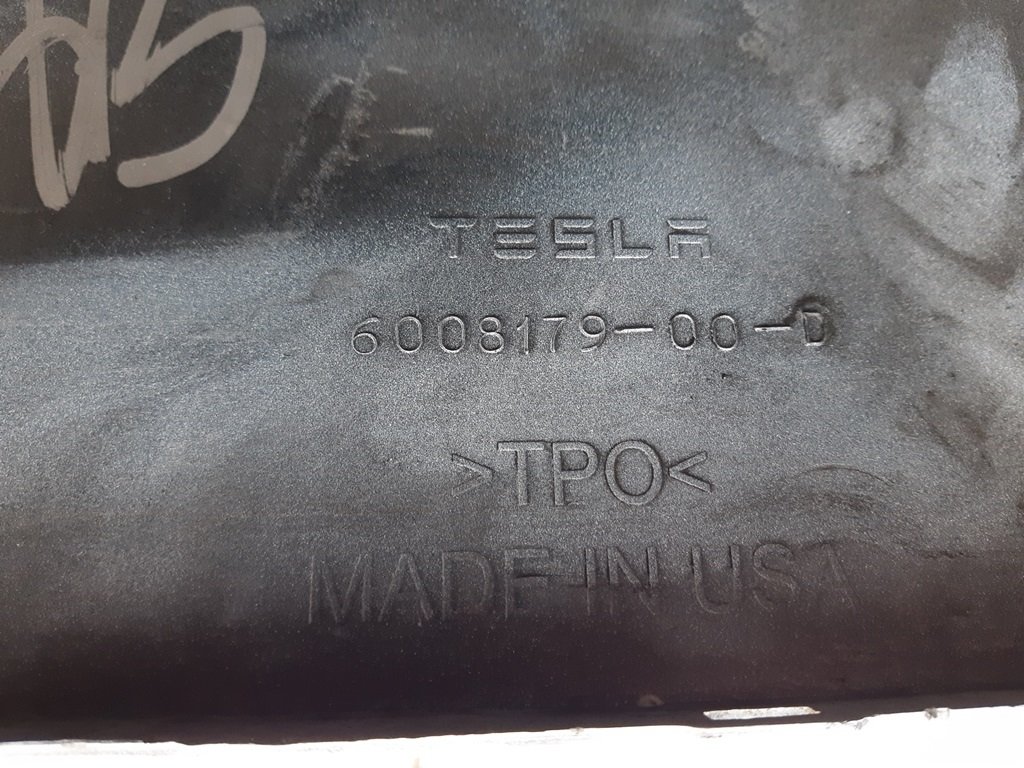 TESLA
6008179-00-D
>TPO<
MADE IN USA